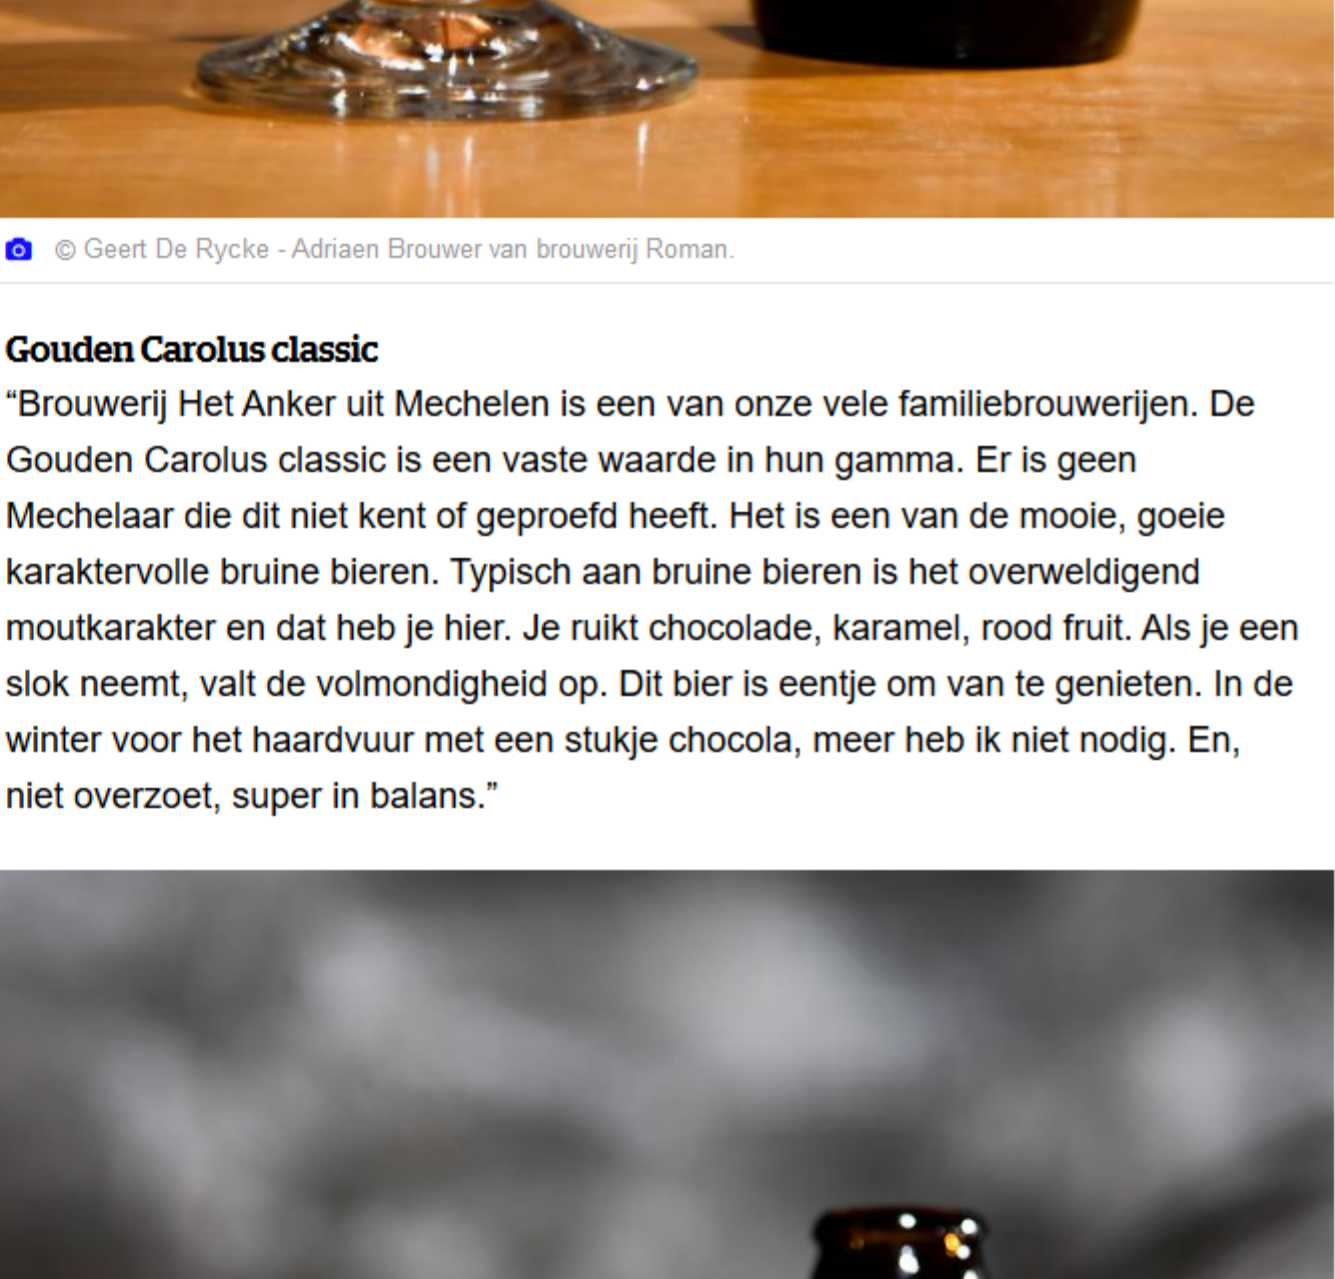 © Geert De Rycke - Adriaen Brouwer van brouwerij Roman.
Gouden Carolus classic
“Brouwerij Het Anker uit Mechelen is een van onze vele familiebrouwerijen. De
Gouden Carolus classic is een vaste waarde in hun gamma. Er is geen
Mechelaar die dit niet kent of geproefd heeft. Het is een van de mooie, goeie
karaktervolle bruine bieren. Typisch aan bruine bieren is het overweldigend
moutkarakter en dat heb je hier. Je ruikt chocolade, karamel, rood fruit. Als je een
slok neemt, valt de volmondigheid op. Dit bier is eentje om van te genieten. In de
winter voor het haardvuur met een stukje chocola, meer heb ik niet nodig. En,
niet overzoet, super in balans.”